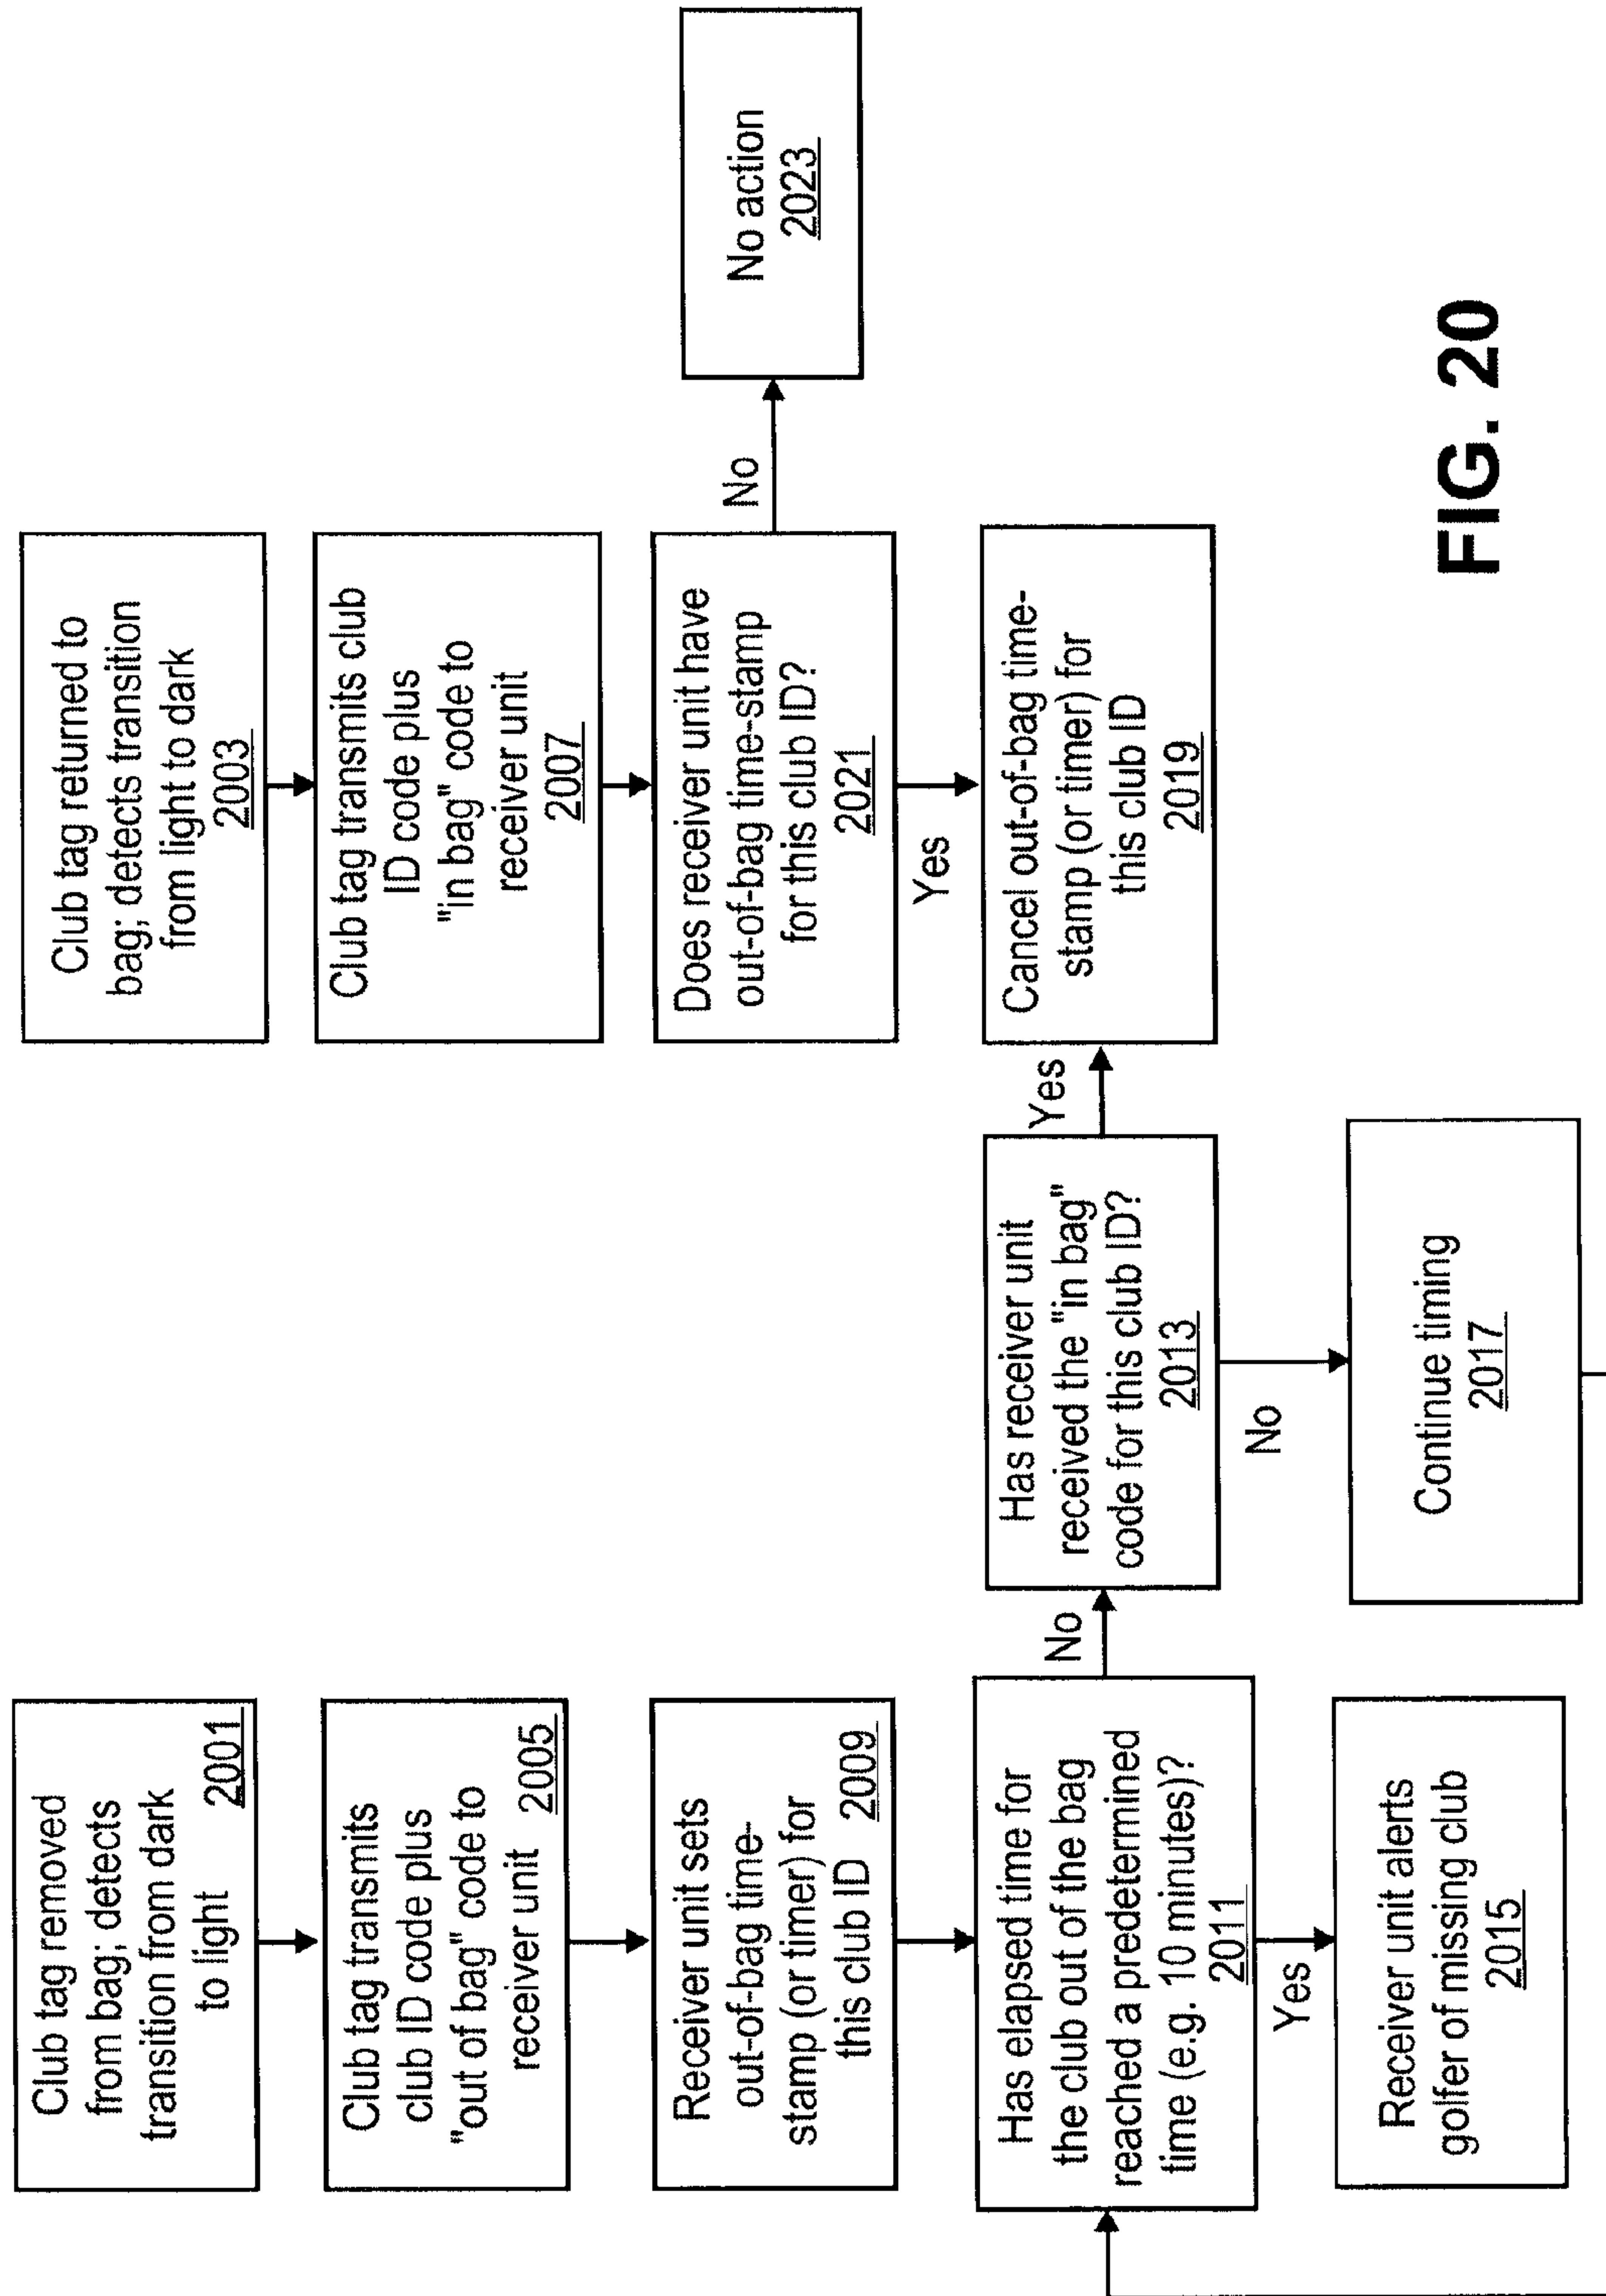 Club tag removed
from bag; detects
transition from dark
to light 2001
Club tag transmits
club ID code plus
"out of bag" code to
receiver unit 2005
Receiver unit sets
out-of-bag time-
stamp (or timer) for
this club ID 2009
Has elapsed time for
the club out of the bag
reached a predetermined
time (e.g. 10 minutes)?
2011
Yes
Receiver unit alerts
golfer of missing club
2015
No
Has receiver unit
received the "in bag"
code for this club ID?
2013
No
Continue timing
2017
Yes
Club tag returned to
bag; detects transition
from light to dark
2003
Club tag transmits club
ID code plus
"in bag" code to
receiver unit
2007
Does receiver unit have
out-of-bag time-stamp
for this club ID?
2021
Yes
Cancel out-of-bag time-
stamp (or timer) for
this club ID
2019
No
No action
2023
FIG. 20